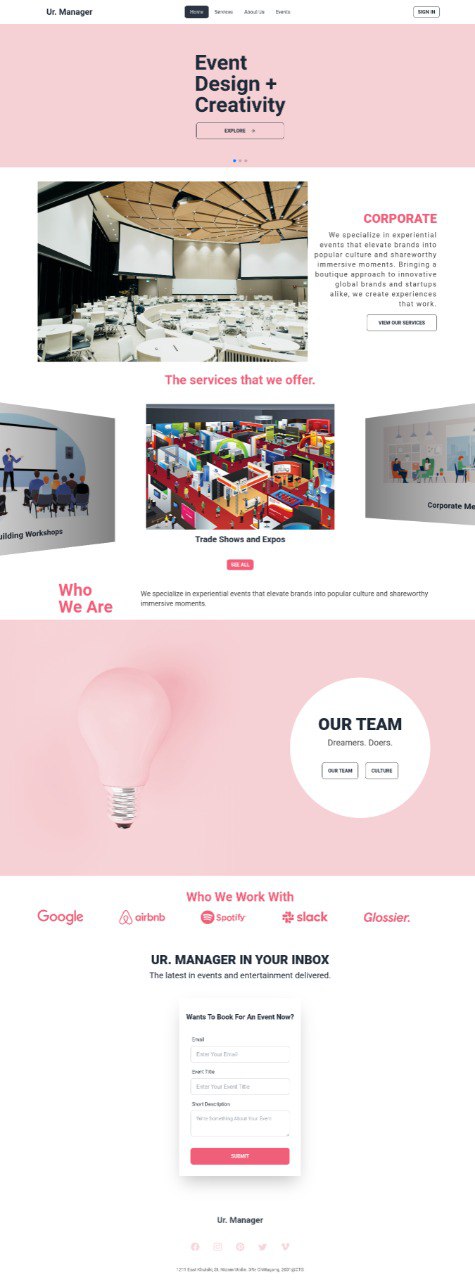 Ur. Manager
Home Services About Us Events
SIGN IN
Event
Design +
Creativity
EXPLORE →
CORPORATE
We specialize in experiential
events that elevate brands into
popular culture and shareworthy
immersive moments. Bringing a
boutique approach to innovative
global brands and startups
alike, we create experiences
that work.
VIEW OUR SERVICES
The services that we offer.
uilding Workshops
Trade Shows and Expos
Corporate Me
SEE ALL
Who
We Are
We specialize in experiential events that elevate brands into popular culture and shareworthy
immersive moments.
OUR TEAM
Dreamers. Doers.
OUR TEAM
CULTURE
Who We Work With
Google
airbnb
Spotify
slack
Glossier.
UR. MANAGER IN YOUR INBOX
The latest in events and entertainment delivered.
Wants To Book For An Event Now?
Email
Enter Your Email
Event Title
Enter Your Event Title
Short Description
Write Something About Your Event
SUBMIT
Ur. Manager